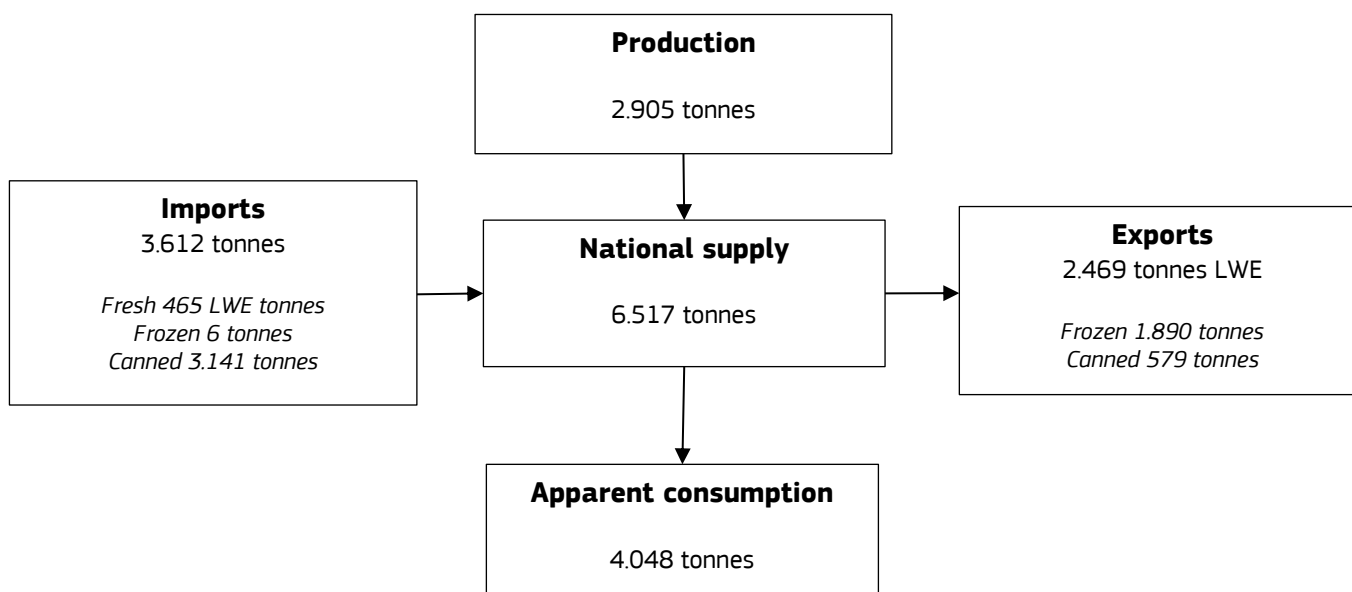 Production
2.905 tonnes
Imports
3.612 tonnes
Fresh 465 LWE tonnes
Frozen 6 tonnes
Canned 3.141 tonnes
National supply
6.517 tonnes
Exports
2.469 tonnes LWE
Frozen 1.890 tonnes
Canned 579 tonnes
Apparent consumption
4.048 tonnes